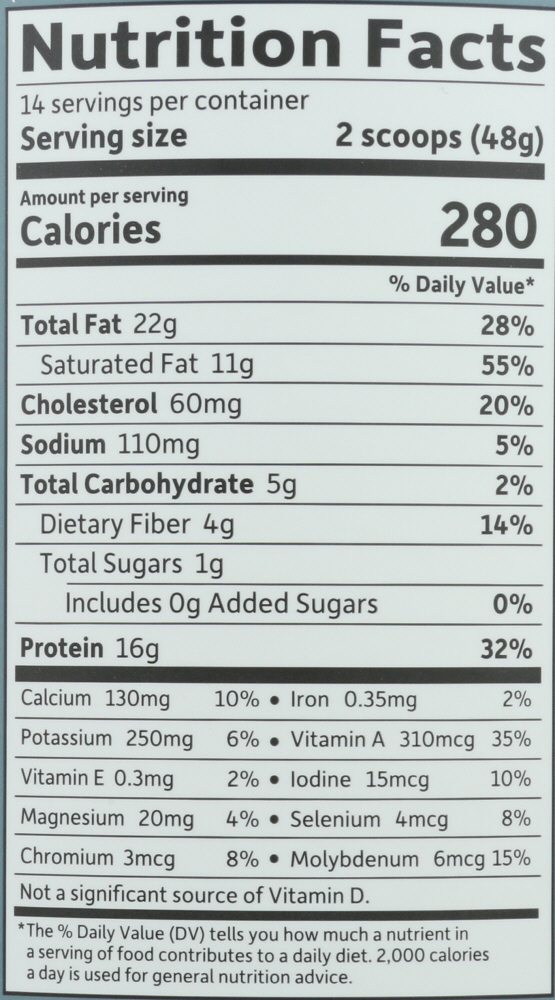 Nutrition Facts
14 servings per container
Serving size 2 scoops (48g)
Amount per serving
Calories 280
% Daily Value*
Total Fat 22g 28%
Saturated Fat 11g 55%
Cholesterol 60mg 20%
Sodium 110mg 5%
Total Carbohydrate 5g 2%
Dietary Fiber 4g 14%
Total Sugars 1g
Includes 0g Added Sugars 0%
Protein 16g 32%
Calcium 130mg 10% • Iron 0.35mg 2%
Potassium 250mg 6% • Vitamin A 310mcg 35%
Vitamin E 0.3mg 2% • Iodine 15mcg 10%
Magnesium 20mg 4% • Selenium 4mcg 8%
Chromium 3mcg 8% • Molybdenum 6mcg 15%
Not a significant source of Vitamin D.
*The % Daily Value (DV) tells you how much a nutrient in
a serving of food contributes to a daily diet. 2,000 calories
a day is used for general nutrition advice.